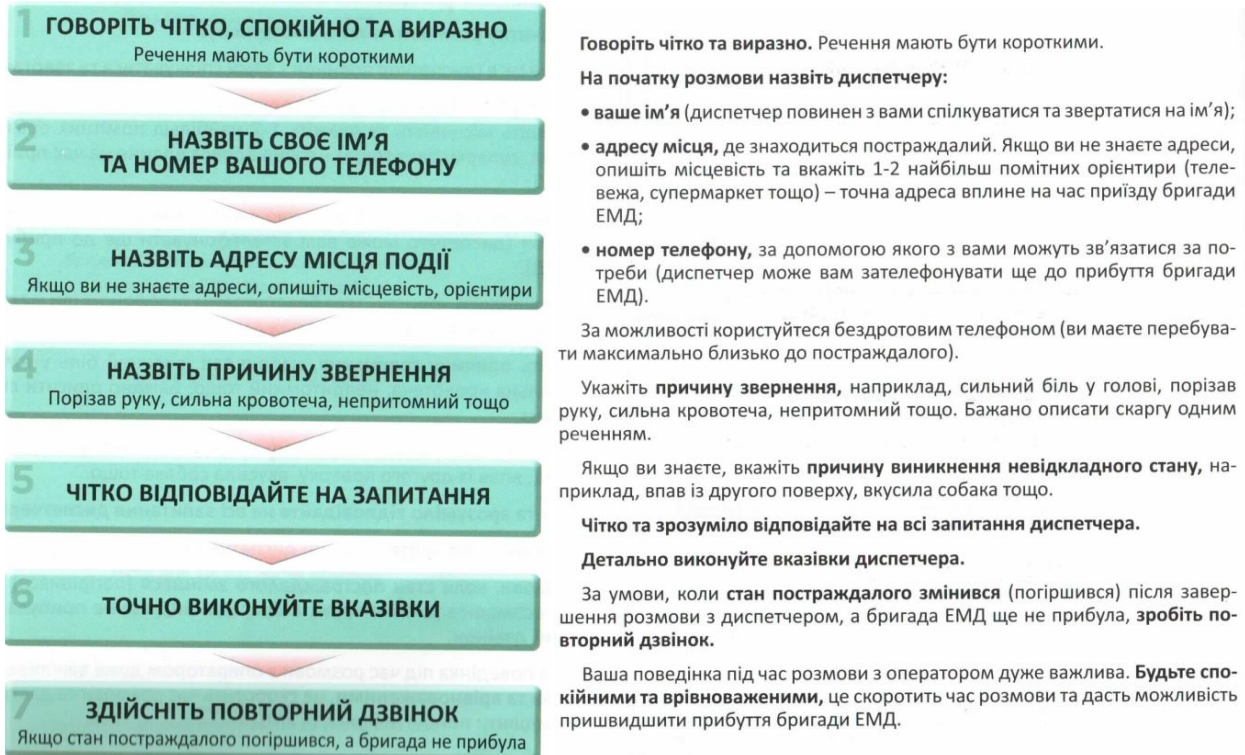 1 ГОВОРІТЬ ЧІТКО, СПОКІЙНО ТА ВИРАЗНО
Речення мають бути короткими
2 НАЗВІТЬ СВОЄ ІМ’Я
ТА НОМЕР ВАШОГО ТЕЛЕФОНУ
3 НАЗВІТЬ АДРЕСУ МІСЦЯ ПОДІЇ
Якщо ви не знаєте адреси, опишіть місцевість, орієнтири
4 НАЗВІТЬ ПРИЧИНУ ЗВЕРНЕННЯ
Порізав руку, сильна кровотеча, непритомний тощо
5 ЧІТКО ВІДПОВІДАЙТЕ НА ЗАПИТАННЯ
6 ТОЧНО ВИКОНУЙТЕ ВКАЗІВКИ
7 ЗДІЙСНІТЬ ПОВТОРНИЙ ДЗВІНОК
Якщо стан постраждалого погіршився, а бригада не прибула
Говоріть чітко та виразно. Речення мають бути короткими.
На початку розмови назвіть диспетчеру:
• ваше ім’я (диспетчер повинен з вами спілкуватися та звертатися на ім’я);
• адресу місця, де знаходиться постраждалий. Якщо ви не знаєте адреси,
опишіть місцевість та вкажіть 1-2 найбільш помітних орієнтири (теле-
вежа, супермаркет тощо) – точна адреса вплине на час приїзду бригади
ЕМД;
• номер телефону, за допомогою якого з вами можуть зв’язатися за по-
треби (диспетчер може вам зателефонувати ще до прибуття бригади
ЕМД).
За можливості користуйтеся бездротовим телефоном (ви маєте перебува-
ти максимально близько до постраждалого).
Укажіть причину звернення, наприклад, сильний біль у голові, порізав
руку, сильна кровотеча, непритомний тощо. Бажано описати скаргу одним
реченням.
Якщо ви знаєте, вкажіть причину виникнення невідкладного стану, на-
приклад, впав із другого поверху, вкусила собака тощо.
Чітко та зрозуміло відповідайте на всі запитання диспетчера.
Детально виконуйте вказівки диспетчера.
За умови, коли стан постраждалого змінився (погіршився) після завер-
шення розмови з диспетчером, а бригада ЕМД ще не прибула, зробіть по-
вторний дзвінок.
Ваша поведінка під час розмови з оператором дуже важлива. Будьте спо-
кійними та врівноваженими, це скоротить час розмови та дасть можливість
пришвидшити прибуття бригади ЕМД.